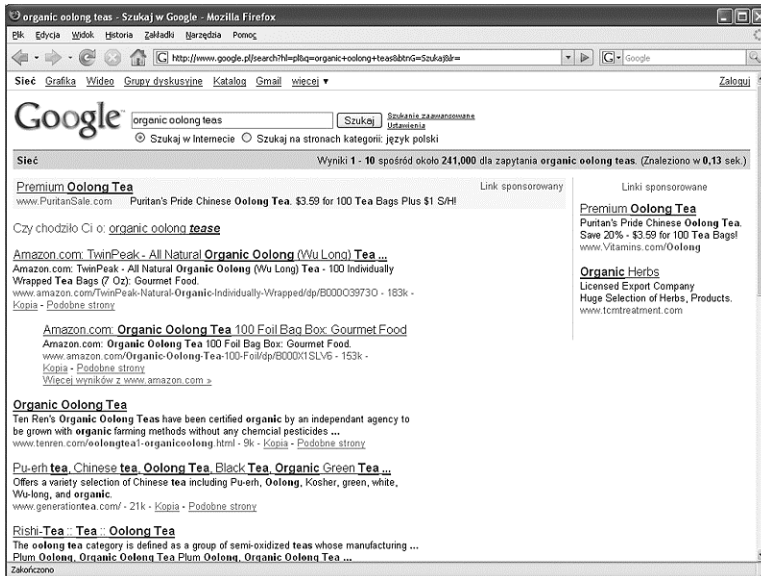 organic oolong teas - Szukaj w Google - Mozilla Firefox
Plik Edycja Widok Historia Zakładki Narzędzia Pomoc
http://www.google.pl/search?hl=pl&q=organic+oolong+teas&btnG=Szukaj&lr=
Google
Sieć Grafika Wideo Grupy dyskusyjne Katalog Gmail więcej ▼ Zaloguj
Google organic oolong teas Szukaj Szukanie zaawansowane
Ustawienia
Szukaj w Internecie Szukaj na stronach kategorii: język polski
Sieć Wyniki 1 - 10 spośród około 241,000 dla zapytania organic oolong teas. (Znaleziono w 0,13 sek.)
Premium Oolong Tea Link sponsorowany
www.PuritanSale.com Puritan's Pride Chinese Oolong Tea. $3.59 for 100 Tea Bags Plus $1 S/H!
Czy chodziło Ci o: organic oolong tease
Amazon.com: TwinPeak - All Natural Organic Oolong (Wu Long) Tea ...
Amazon.com: TwinPeak - All Natural Organic Oolong (Wu Long) Tea - 100 Individually
Wrapped Tea Bags (7 Oz): Gourmet Food.
www.amazon.com/TwinPeak-Natural-Organic-Individually-Wrapped/dp/B000O3973O - 183k -
Kopia - Podobne strony
Amazon.com: Organic Oolong Tea 100 Foil Bag Box: Gourmet Food
Amazon.com: Organic Oolong Tea 100 Foil Bag Box: Gourmet Food.
www.amazon.com/Organic-Oolong-Tea-100-Foil/dp/B000X1SLV6 - 153k -
Kopia - Podobne strony
Więcej wyników z www.amazon.com »
Organic Oolong Tea
Ten Ren's Organic Oolong Teas have been certified organic by an independant agency to
be grown with organic farming methods without any chemcial pesticides ...
www.tenren.com/oolongtea1-organicoolong.html - 9k - Kopia - Podobne strony
Pu-erh tea, Chinese tea, Oolong Tea, Black Tea, Organic Green Tea ...
Offers a variety selection of Chinese tea including Pu-erh, Oolong, Kosher, green, white,
Wu-long, and organic.
www.generationtea.com/ - 21k - Kopia - Podobne strony
Rishi-Tea :: Tea :: Oolong Tea
The oolong tea category is defined as a group of semi-oxidized teas whose manufacturing ...
Plum Oolong, Organic Oolong Tea Plum Oolong, Organic Oolong Tea ...
Linki sponsorowane
Premium Oolong Tea
Puritan's Pride Chinese Oolong Tea.
Save 20% - $3.59 for 100 Tea Bags!
www.Vitamins.com/Oolong
Organic Herbs
Licensed Export Company
Huge Selection of Herbs, Products.
www.tcmtreatment.com
Zakończono